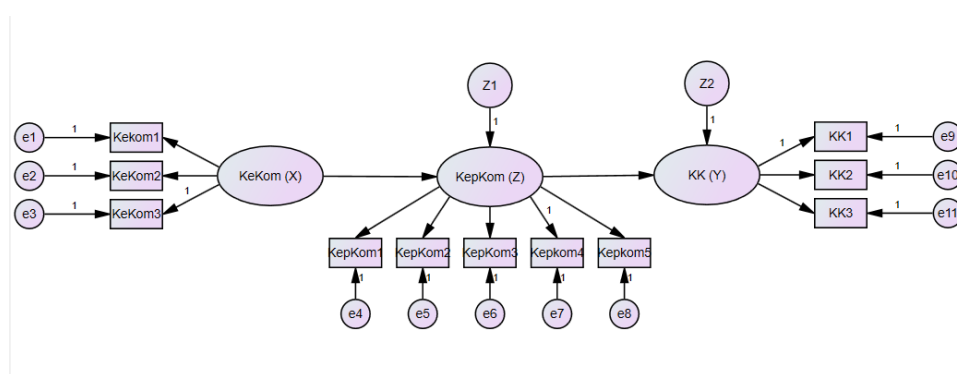 Z1
Z2
1
1
e1
1
Kekom1
1
KK1
1
e9
e2
1
KeKom2
KeKom (X)
KepKom (Z)
KK (Y)
KK2
1
e10
1
e3
1
KeKom3
1
KK3
1
e11
KepKom1
KepKom2
KepKom3
Kepkom4
Kepkom5
1
1
1
1
1
e4
e5
e6
e7
e8